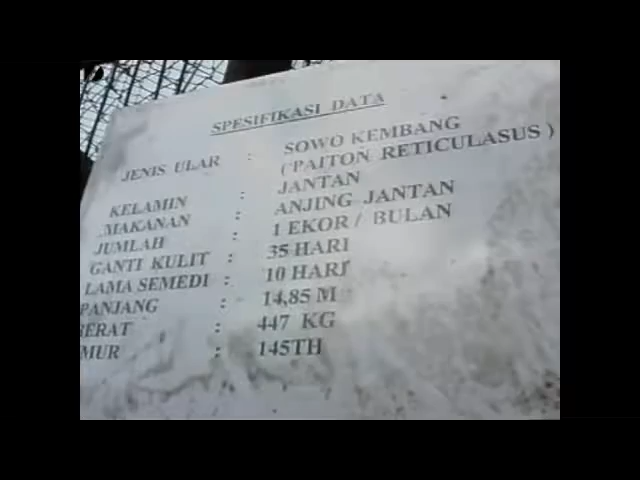 SPESIFIKASI DATA
JENIS ULAR : SOWO KEMBANG
(PAITON RETICULASUS)
KELAMIN : JANTAN
MAKANAN : ANJING JANTAN
JUMLAH : 1 EKOR / BULAN
GANTI KULIT : 35 HARI
LAMA SEMEDI : 10 HARI
PANJANG : 14,85 M
BERAT : 447 KG
MUR : 145TH